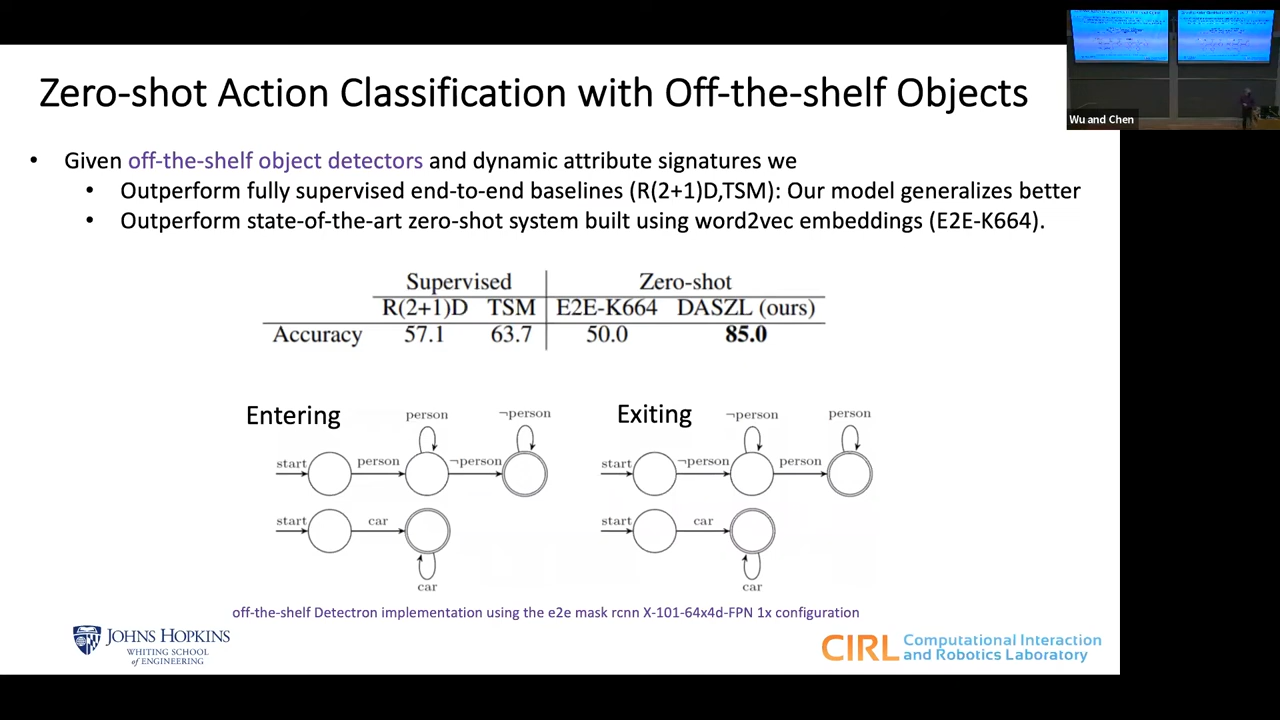 Zero-shot Action Classification with Off-the-shelf Objects
Wu and Chen
• Given off-the-shelf object detectors and dynamic attribute signatures we
• Outperform fully supervised end-to-end baselines (R(2+1)D,TSM): Our model generalizes better
• Outperform state-of-the-art zero-shot system built using word2vec embeddings (E2E-K664).
Supervised Zero-shot
R(2+1)D TSM E2E-K664 DASZL (ours)
Accuracy 57.1 63.7 50.0 85.0
Entering
person ¬person
start person ¬person
start car
car
Exiting
¬person person
start ¬person person
start car
car
off-the-shelf Detectron implementation using the e2e mask rcnn X-101-64x4d-FPN 1x configuration
JOHNS HOPKINS
WHITING SCHOOL
of ENGINEERING
CIRL Computational Interaction
and Robotics Laboratory